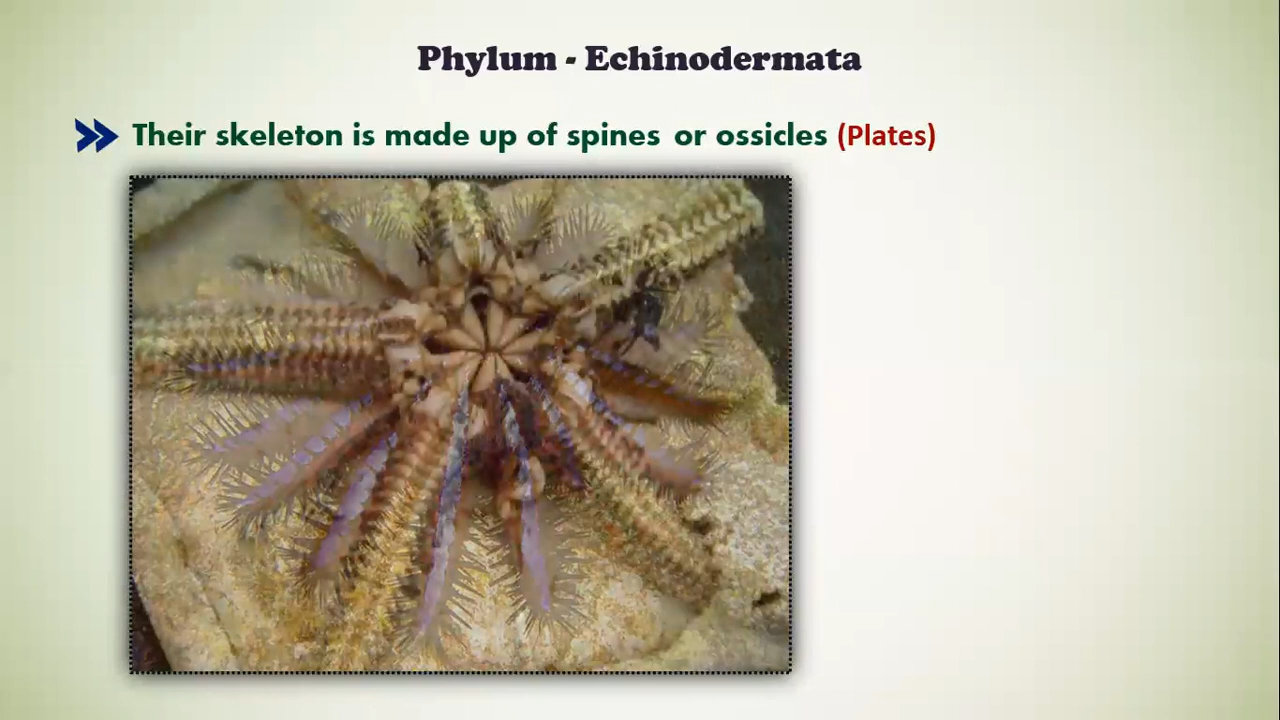 Phylum - Echinodermata
Their skeleton is made up of spines or ossicles (Plates)